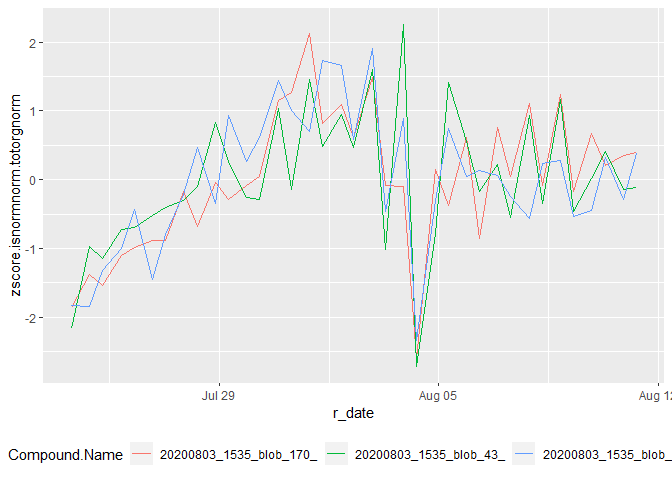 zscore.isnormnorm.totorgnorm
2
1
0
-1
-2
Jul 29
Aug 05
Aug 1
r_date
Compound.Name
20200803_1535_blob_170_
20200803_1535_blob_43_
20200803_1535_blob_